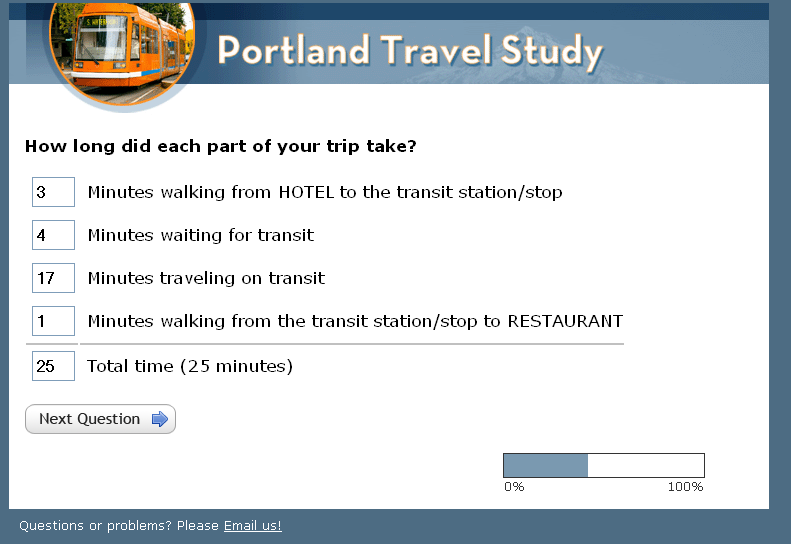 Portland Travel Study
How long did each part of your trip take?
3 Minutes walking from HOTEL to the transit station/stop
4 Minutes waiting for transit
17 Minutes traveling on transit
1 Minutes walking from the transit station/stop to RESTAURANT
25 Total time (25 minutes)
Next Question
0% 100%
Questions or problems? Please Email us!